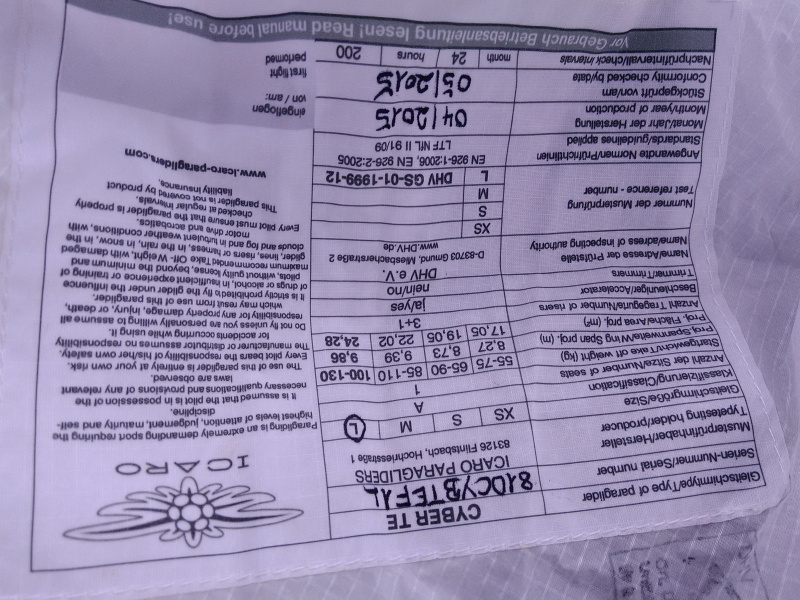 ICARO
Paragliding is an extremely demanding sport requiring the
highest levels of attention, judgement, maturity and self-
discipline.
It is assumed that the pilot is in possession of the
necessary qualifications and provisions of any relevant
laws are observed.
The use of this paraglider is entirely at your own risk.
Every pilot bears the responsibility of his/her own safety.
The manufacturer or distributor assumes no responsibility
for accidents occurring while using it.
Do not fly unless you are personally willing to assume all
responsibility for any property damage, injury, or death,
which may result from use of this paraglider.
It is strictly prohibited to fly the glider under the influence
of drugs or alcohol, in insufficient experience or training of
pilots, without guilty license, beyond the minimum and
maximum recommended Take-Off-Weight, with damaged
glider, lines, risers or harness, in the rain, in snow, in the
clouds and fog and in turbulent weather conditions, with
motor drive and acrobatics.
Every pilot must ensure that the paraglider is properly
checked at regular intervals.
This paraglider is not covered by product
liability insurance.
www.icaro-paragliders.com
eingeflogen
von / am:
first flight
performed
Gleitschirmtype/Type of paraglider CYBER TE
Serien-Nummer/Serial number 810CYBTEF1L
Musterprüfinhaber/Hersteller ICARO PARAGLIDERS
Typetesting holder/producer 83126 Flintsbach, Hochriesstraße 1
Gleitschirmgröße/Size XS S M L
Klassifizierung/Classification A
Anzahl der Sitze/Number of seats 1
Startgewicht/Take off weight (kg) 55-75 65-90 85-110 100-130
Proj. Spannweite/Wing Span proj. (m) 8,27 8,73 9,39 9,86
Proj. Fläche/Area proj. (m²) 17,05 19,05 22,02 24,28
Anzahl Tragegurte/Number of risers 3+1
Beschleuniger/Accelerator ja/yes
Trimmer/Trimmers nein/no
Name/Adresse der Prüfstelle DHV e.V.
Name/adress of inspecting authority D-83703 Gmund, Miesbacherstraße 2
www.DHV.de
Nummer der Musterprüfung
Test reference - number
XS
S
M
L DHV GS-01-1999-12
Angewandte Normen/Prüfrichtlinien EN 926-1:2006, EN 926-2:2005
Standards/guidelines applied LTF NfL II 91/09
Monat/Jahr der Herstellung
Month/year of production 04/2015
Stückgeprüft von/am
Conformity checked by/date 05/2015
Nachprüfintervall/check intervals month 24 hours 200
Vor Gebrauch Betriebsanleitung lesen! Read manual before use!